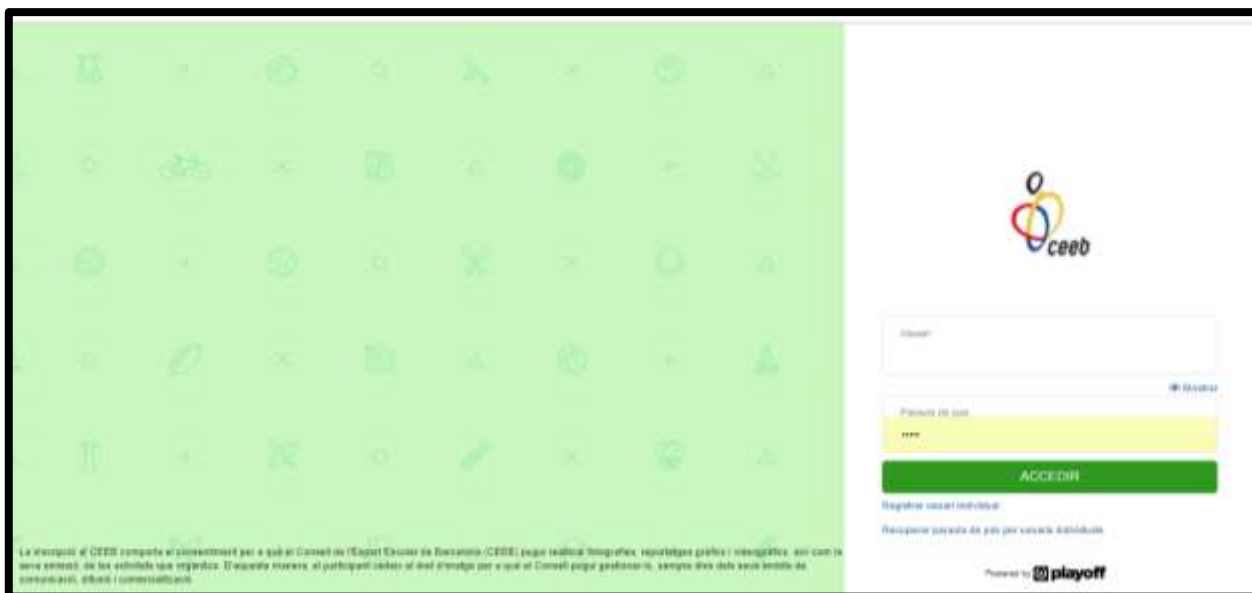 ceeb
Usuari
Mostrar
Paraula de pas
••••
ACCEDIR
Registrar usuari individual
Recuperar paraula de pas per usuaris individuals
La inscripció al CEEB comporta el consentiment per a què el Consell de l'Esport Escolar de Barcelona (CEEB) pugui realitzar fotografies, reportatges gràfics i videogràfics, així com la
seva emissió, de les activitats que organitza. D'aquesta manera, el participant cedeix el dret d'imatge per a què el Consell pugui gestionar-lo, sempre dins dels seus àmbits de
comunicació, difusió i comercialització.
Powered by playoff